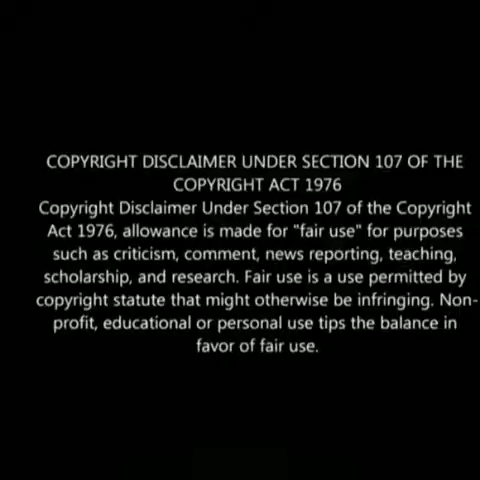 COPYRIGHT DISCLAIMER UNDER SECTION 107 OF THE
COPYRIGHT ACT 1976
Copyright Disclaimer Under Section 107 of the Copyright
Act 1976, allowance is made for "fair use" for purposes
such as criticism, comment, news reporting, teaching,
scholarship, and research. Fair use is a use permitted by
copyright statute that might otherwise be infringing. Non-
profit, educational or personal use tips the balance in
favor of fair use.